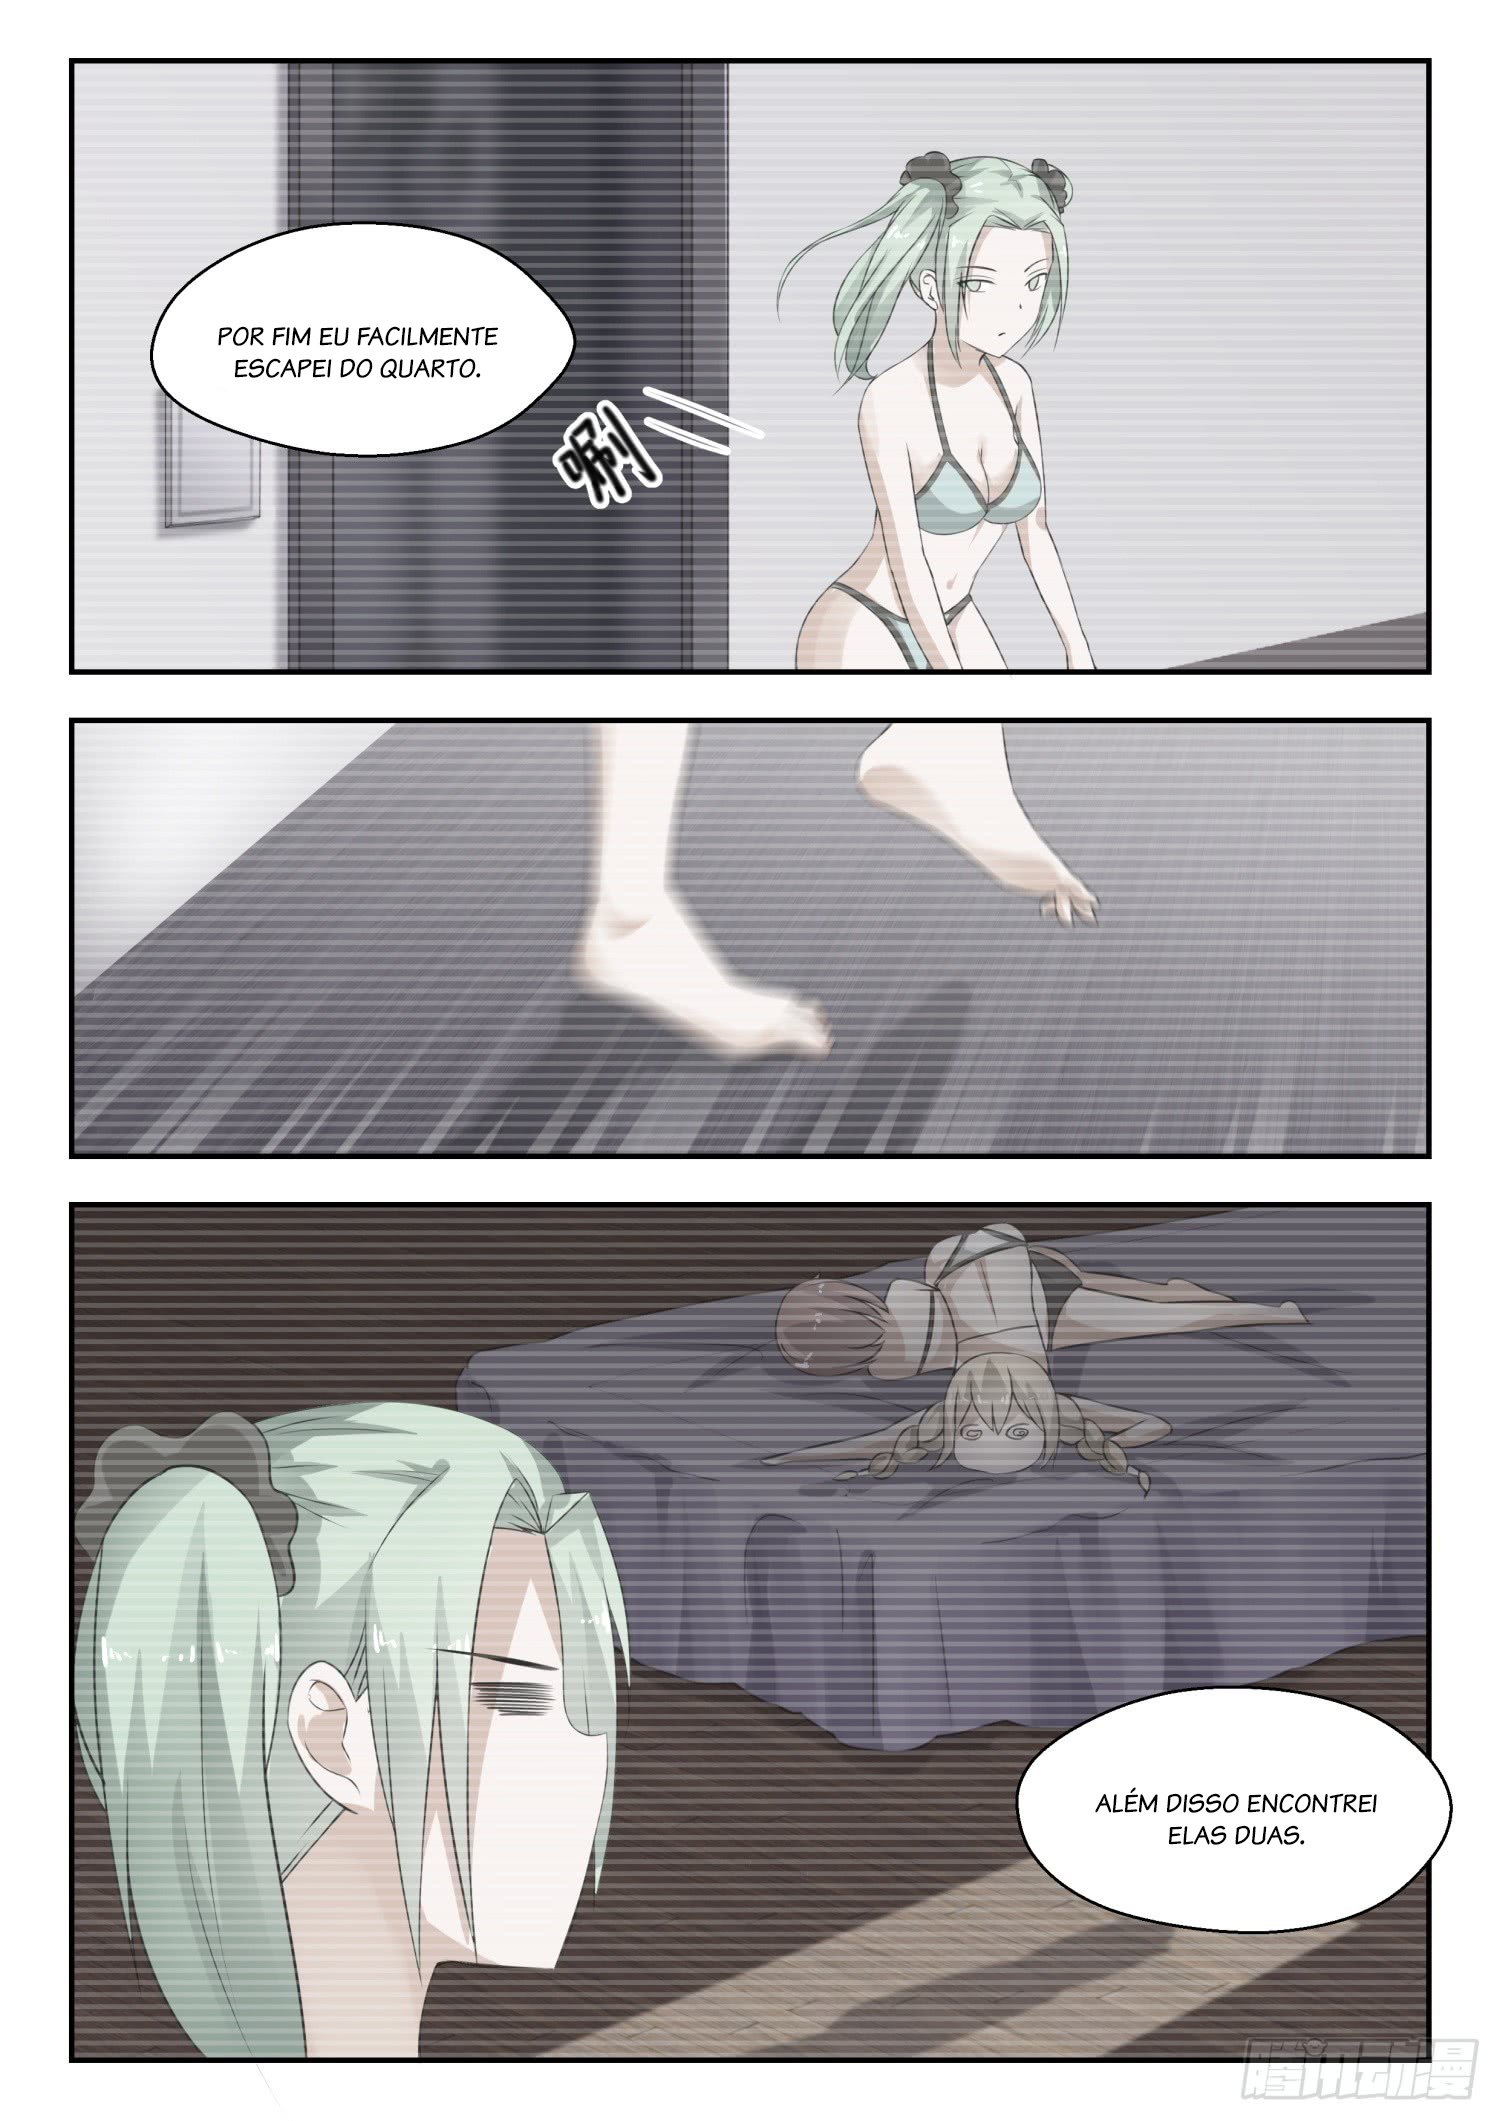 POR FIM EU FACILMENTE
ESCAPEI DO QUARTO.
唰
ALÉM DISSO ENCONTREI
ELAS DUAS.
腾讯动漫